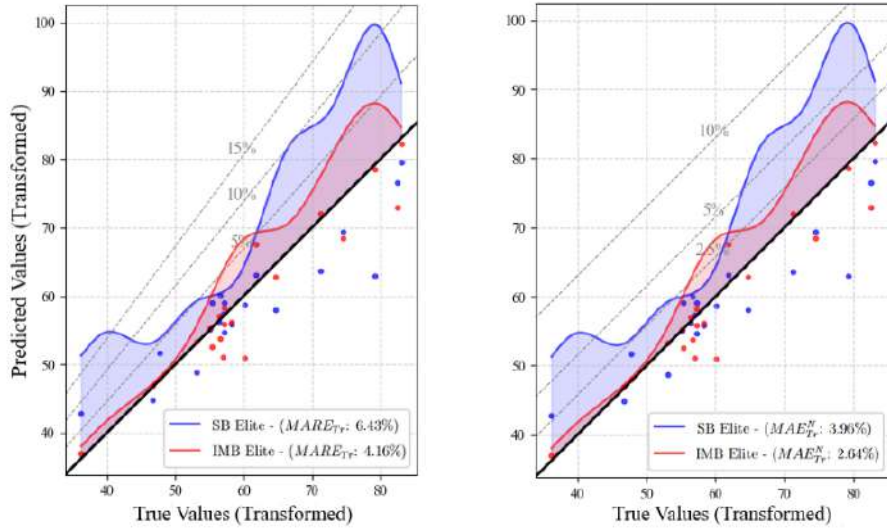 100
90
80
70
60
50
40
15%
10%
5%
SB Elite - (MARE_Tr: 6.43%)
IMB Elite - (MARE_Tr: 4.16%)
40 50 60 70 80
True Values (Transformed)
Predicted Values (Transformed)
100
90
80
70
60
50
40
10%
5%
2.5%
SB Elite - (MAE^N_Tr: 3.96%)
IMB Elite - (MAE^N_Tr: 2.64%)
40 50 60 70 80
True Values (Transformed)